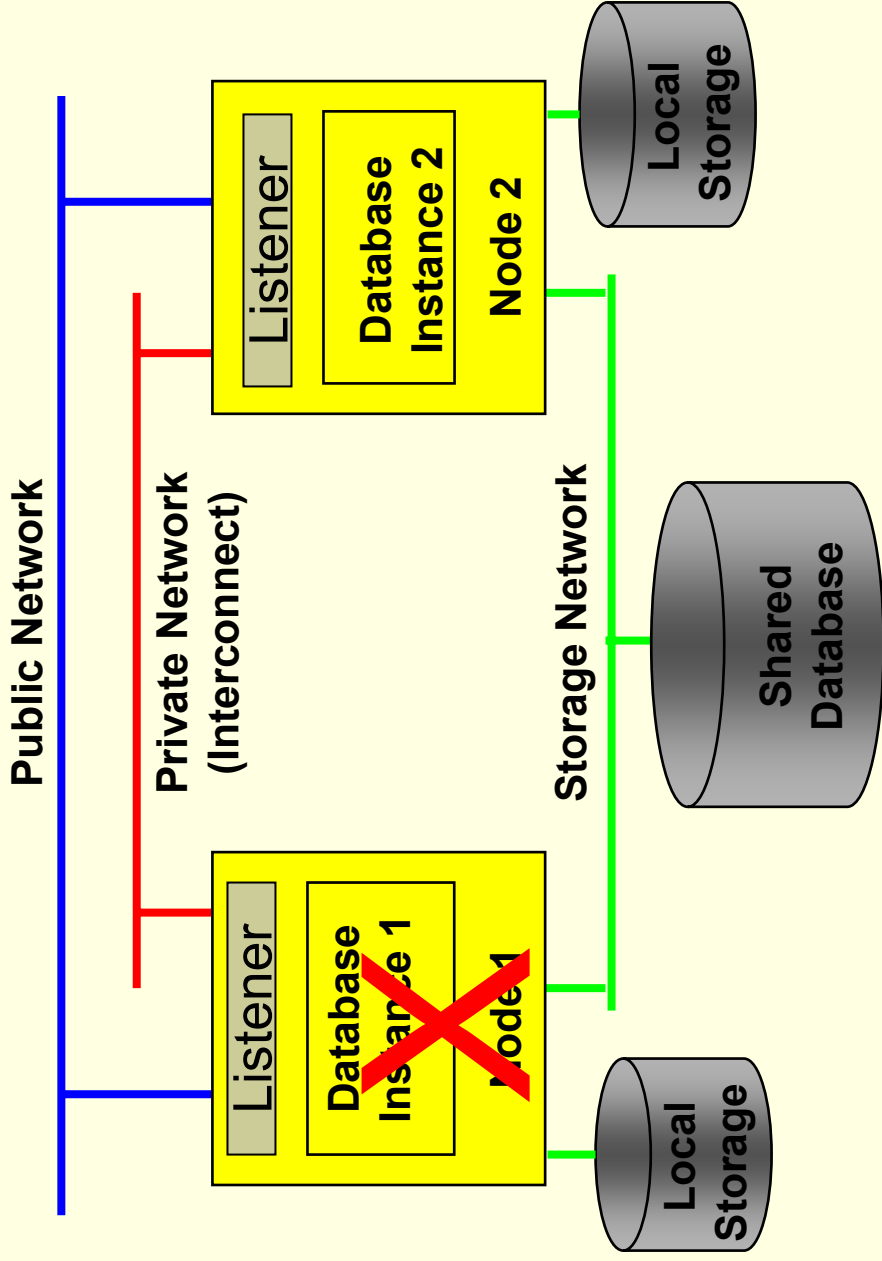 Public Network
Private Network
(Interconnect)
Listener
Database
Instance 1
Node 1
Listener
Database
Instance 2
Node 2
Storage Network
Local
Storage
Shared
Database
Local
Storage